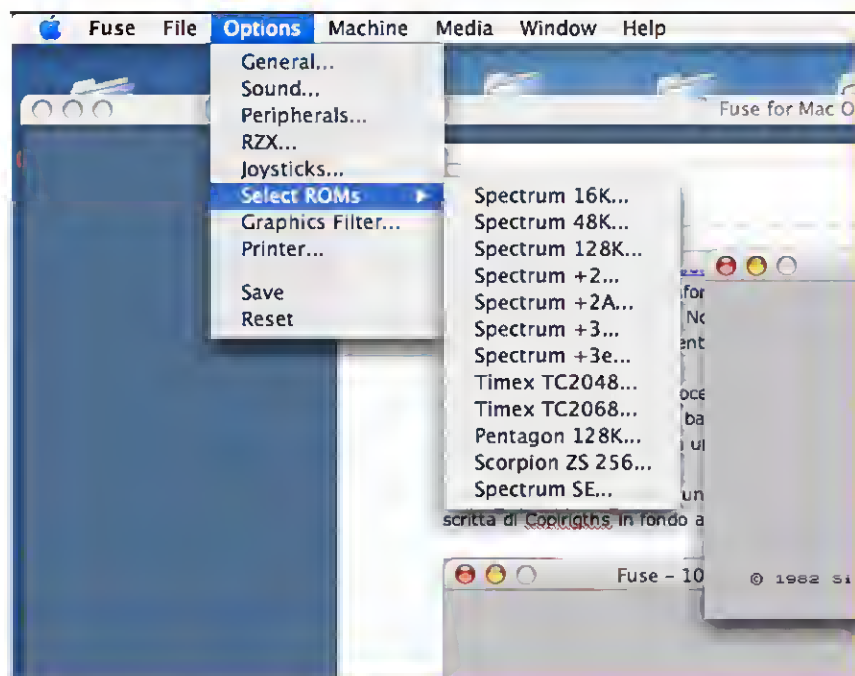 Fuse File Options Machine Media Window Help
General...
Sound...
Peripherals...
RZX...
Joysticks...
Select ROMs
Graphics Filter...
Printer...
Save
Reset
Spectrum 16K...
Spectrum 48K...
Spectrum 128K...
Spectrum +2...
Spectrum +2A...
Spectrum +3...
Spectrum +3e...
Timex TC2048...
Timex TC2068...
Pentagon 128K...
Scorpion ZS 256...
Spectrum SE...
Fuse for Mac O
scritta di Copirigths in fondo a
Fuse - 10
© 1982 Si